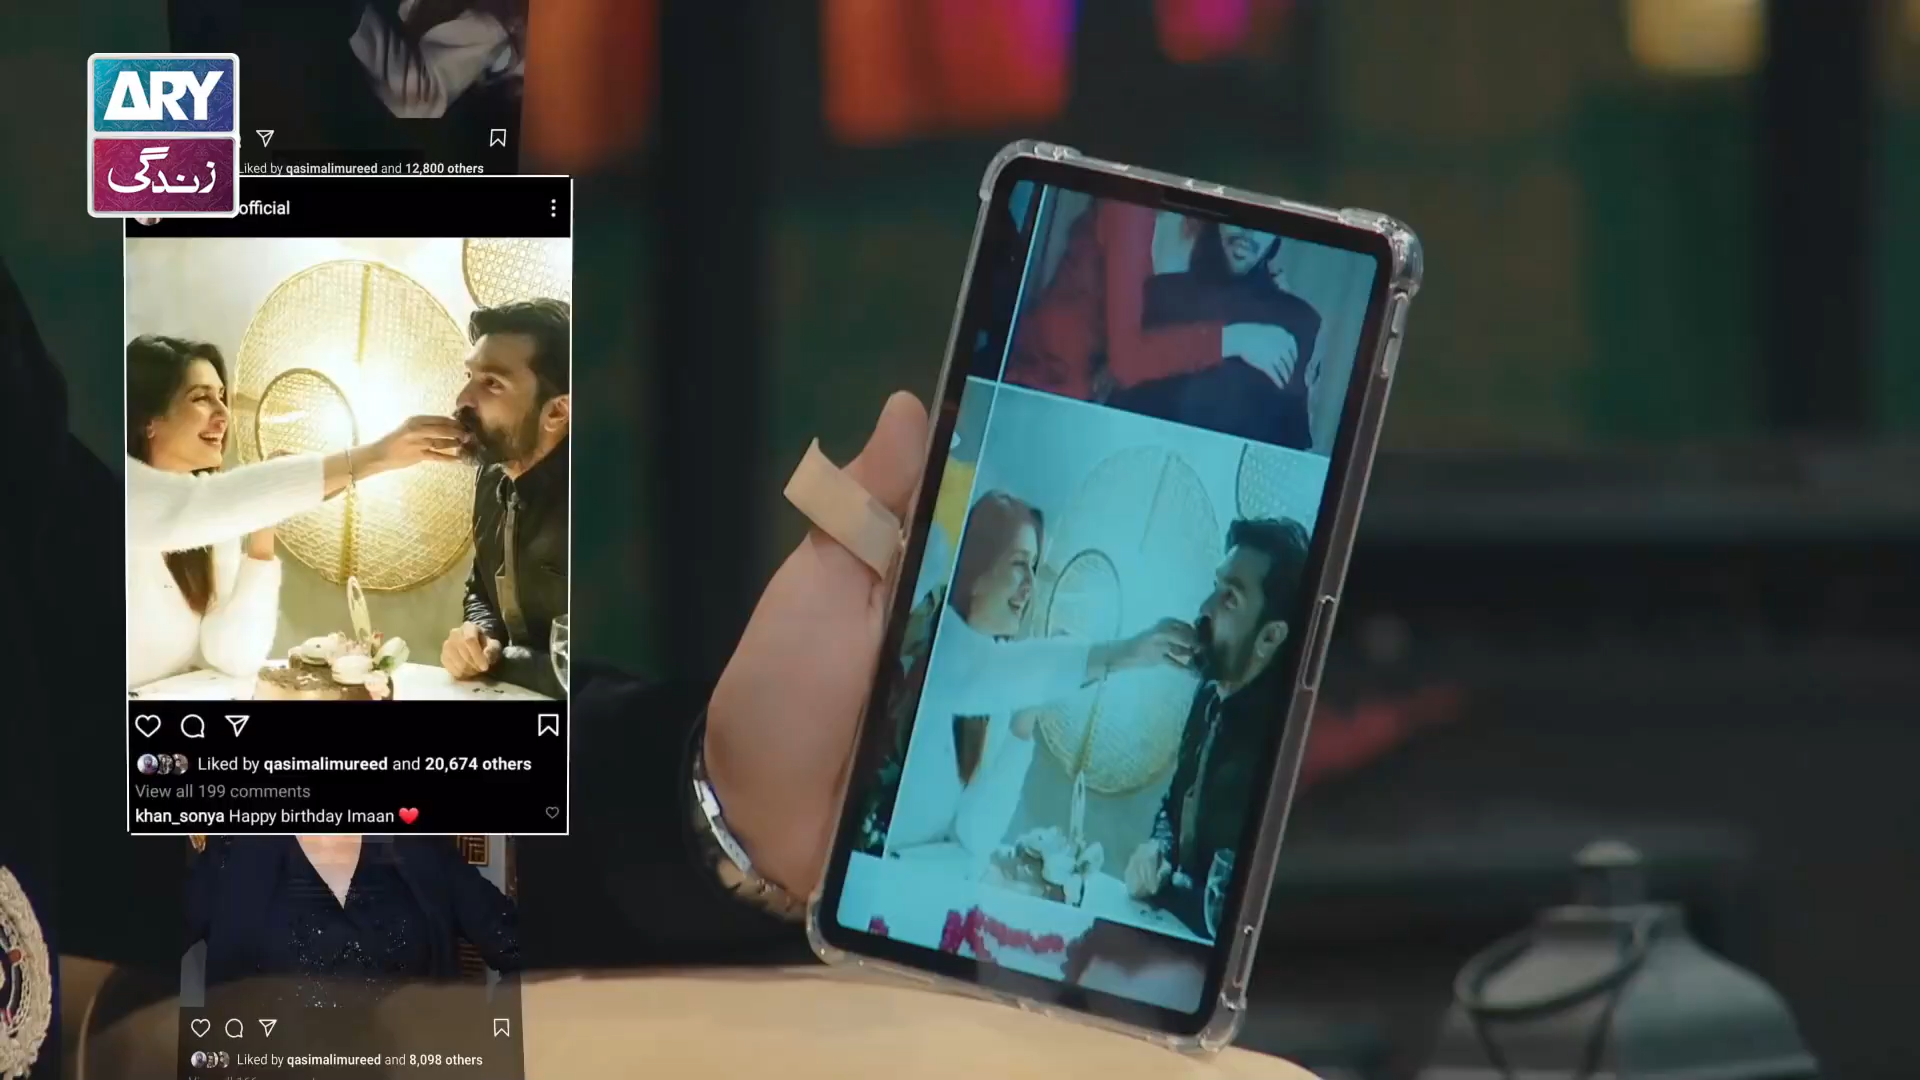 ARY
زندگی
Liked by qasimalimureed and 12,800 others
official
Liked by qasimalimureed and 20,674 others
View all 199 comments
khan_sonya Happy birthday Imaan ❤️
Liked by qasimalimureed and 8,098 others